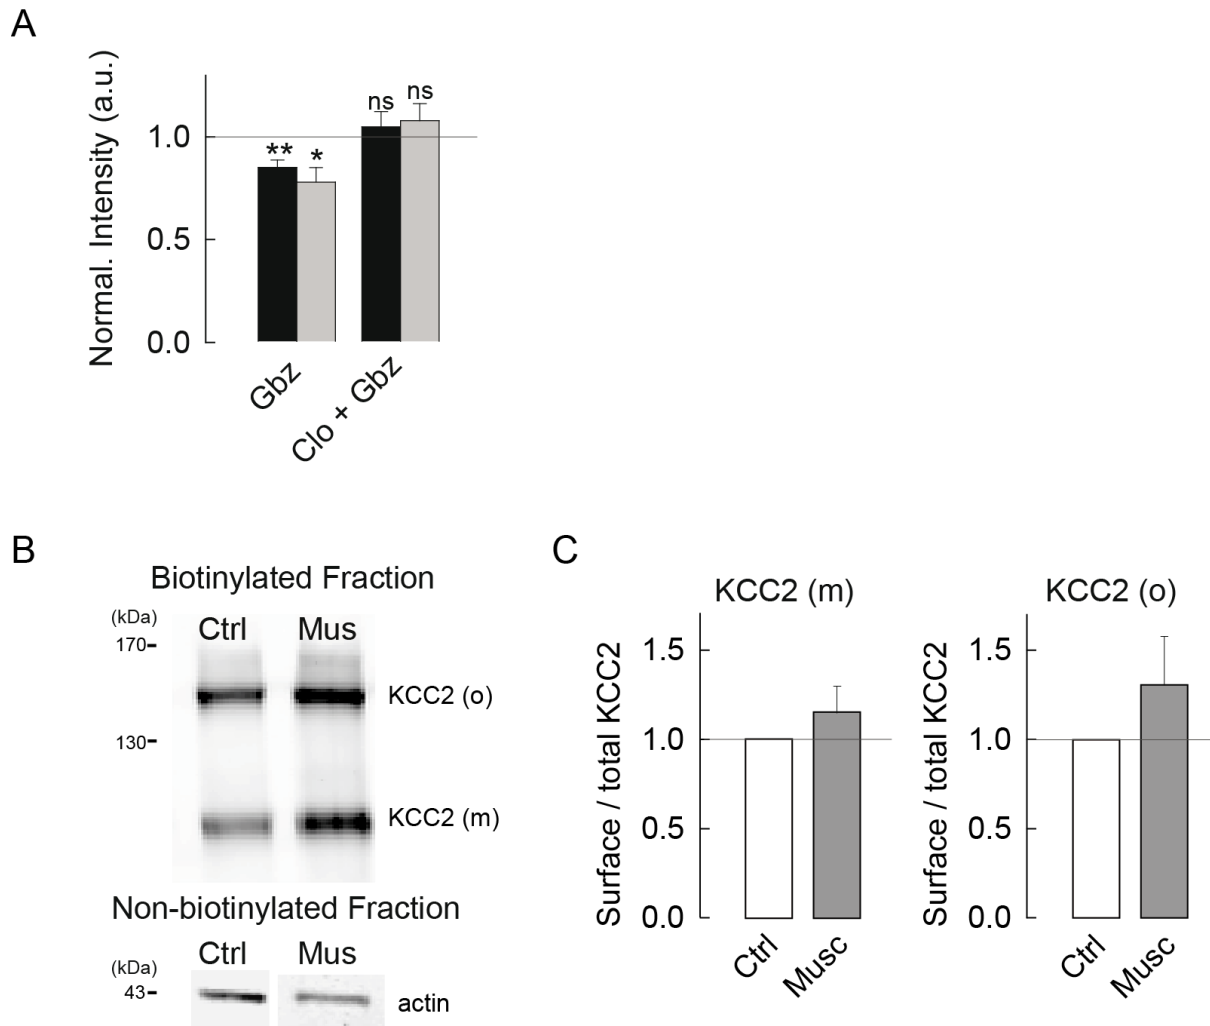 A
Normal. Intensity (a.u.)
1.0
0.5
0.0
** *
ns ns
Gbz
Clo + Gbz
B
Biotinylated Fraction
(kDa)
Ctrl Mus
170
KCC2 (o)
130
KCC2 (m)
Non-biotinylated Fraction
Ctrl Mus
(kDa)
43
actin
C
KCC2 (m)
Surface / total KCC2
1.5
1.0
0.5
0.0
Ctrl
Musc
KCC2 (o)
Surface / total KCC2
1.5
1.0
0.5
0.0
Ctrl
Musc